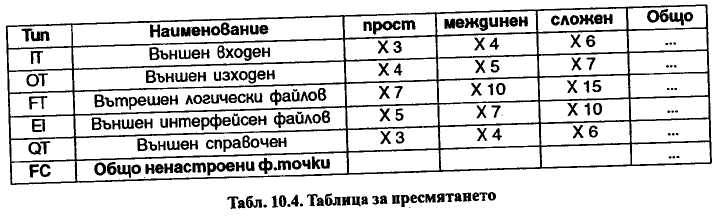 Тип Наименование прост междинен сложен Общо
IT Външен входен X 3 X 4 X 6 ...
OT Външен изходен X 4 X 5 X 7 ...
FT Вътрешен логически файлов X 7 X 10 X 15 ...
EI Външен интерфейсен файлов X 5 X 7 X 10 ...
QT Външен справочен X 3 X 4 X 6 ...
FC Общо ненастроени ф.точки ...
Табл. 10.4. Таблица за пресмятането